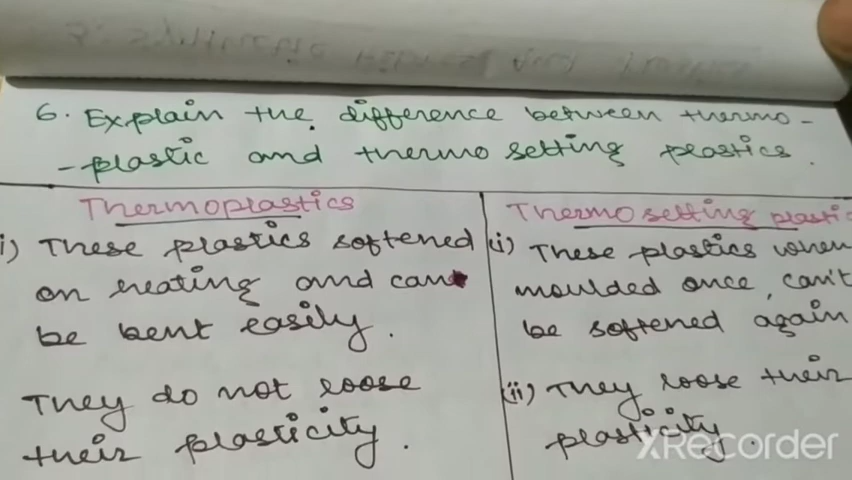 6. Explain the difference between thermo-
-plastic and thermo setting plastics.
Thermoplastics
i) These plastics softened
on heating and can
be bent easily.
They do not loose
their plasticity.
Thermosetting plastic
(i) These plastics when
moulded once, can't
be softened again
(ii) They loose their
plasticity.
XRecorder